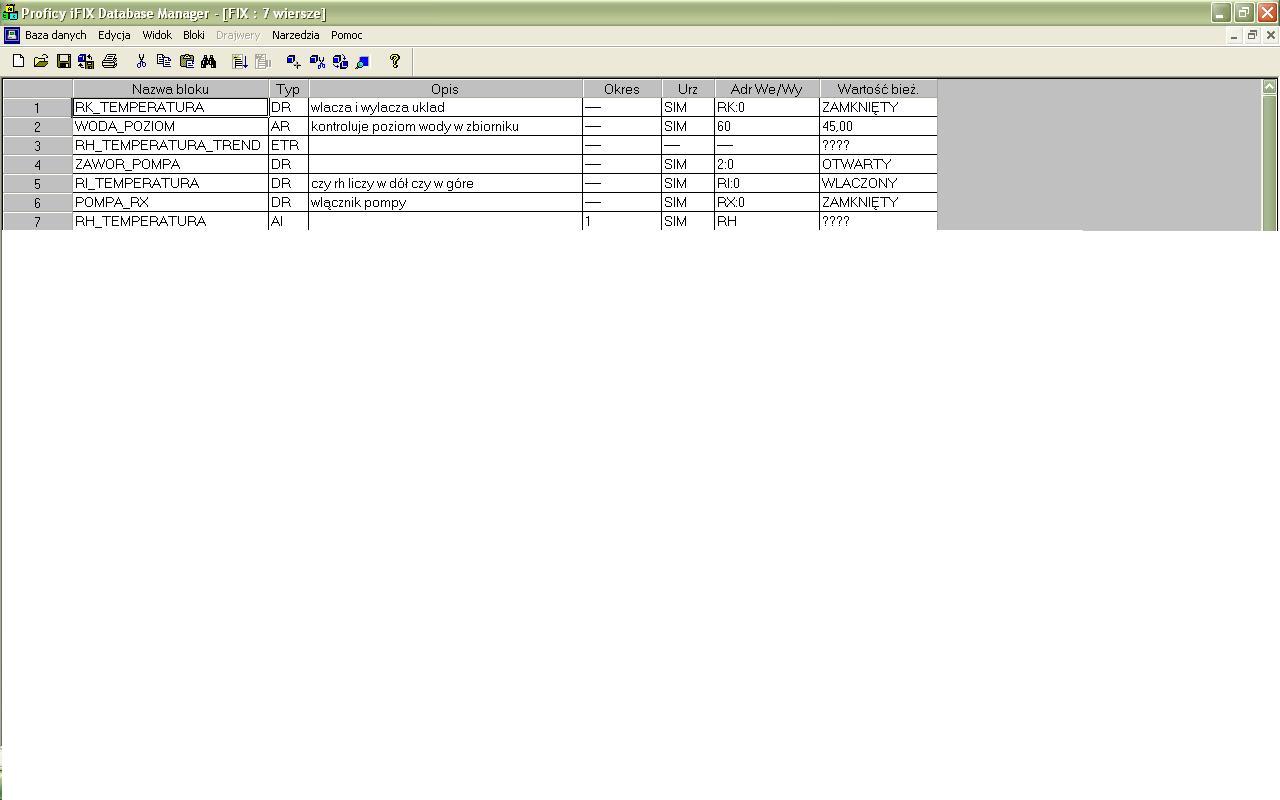 Proficy iFIX Database Manager - [FIX : 7 wiersze]
Baza danych Edycja Widok Bloki Drajwery Narzedzia Pomoc
Nazwa bloku Typ Opis Okres Urz Adr We/Wy Wartość bież.
1 RK_TEMPERATURA DR wlacza i wylacza uklad — SIM RK:0 ZAMKNIĘTY
2 WODA_POZIOM AR kontroluje poziom wody w zbiorniku — SIM 60 45,00
3 RH_TEMPERATURA_TREND ETR — — — ????
4 ZAWOR_POMPA DR — SIM 2:0 OTWARTY
5 RI_TEMPERATURA DR czy rh liczy w dół czy w góre — SIM RI:0 WLACZONY
6 POMPA_RX DR wlącznik pompy — SIM RX:0 ZAMKNIĘTY
7 RH_TEMPERATURA AI 1 SIM RH ????